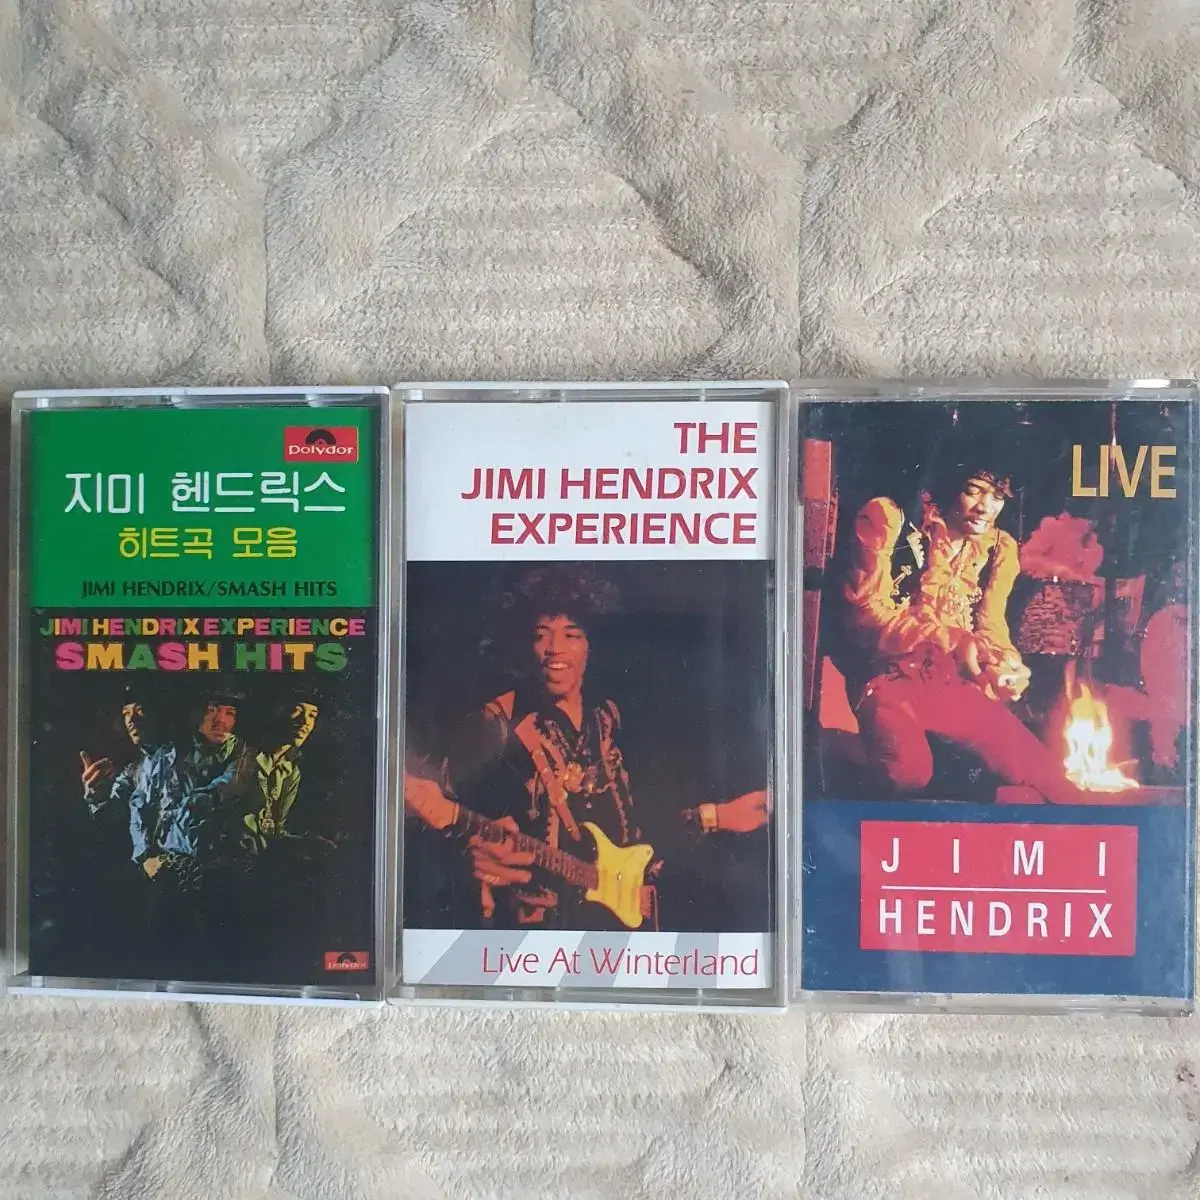 polydor
지미 헨드릭스
히트곡 모음
JIMI HENDRIX/SMASH HITS
JIMI HENDRIX EXPERIENCE
SMASH HITS
polydor
THE
JIMI HENDRIX
EXPERIENCE
Live At Winterland
LIVE
JIMI
HENDRIX